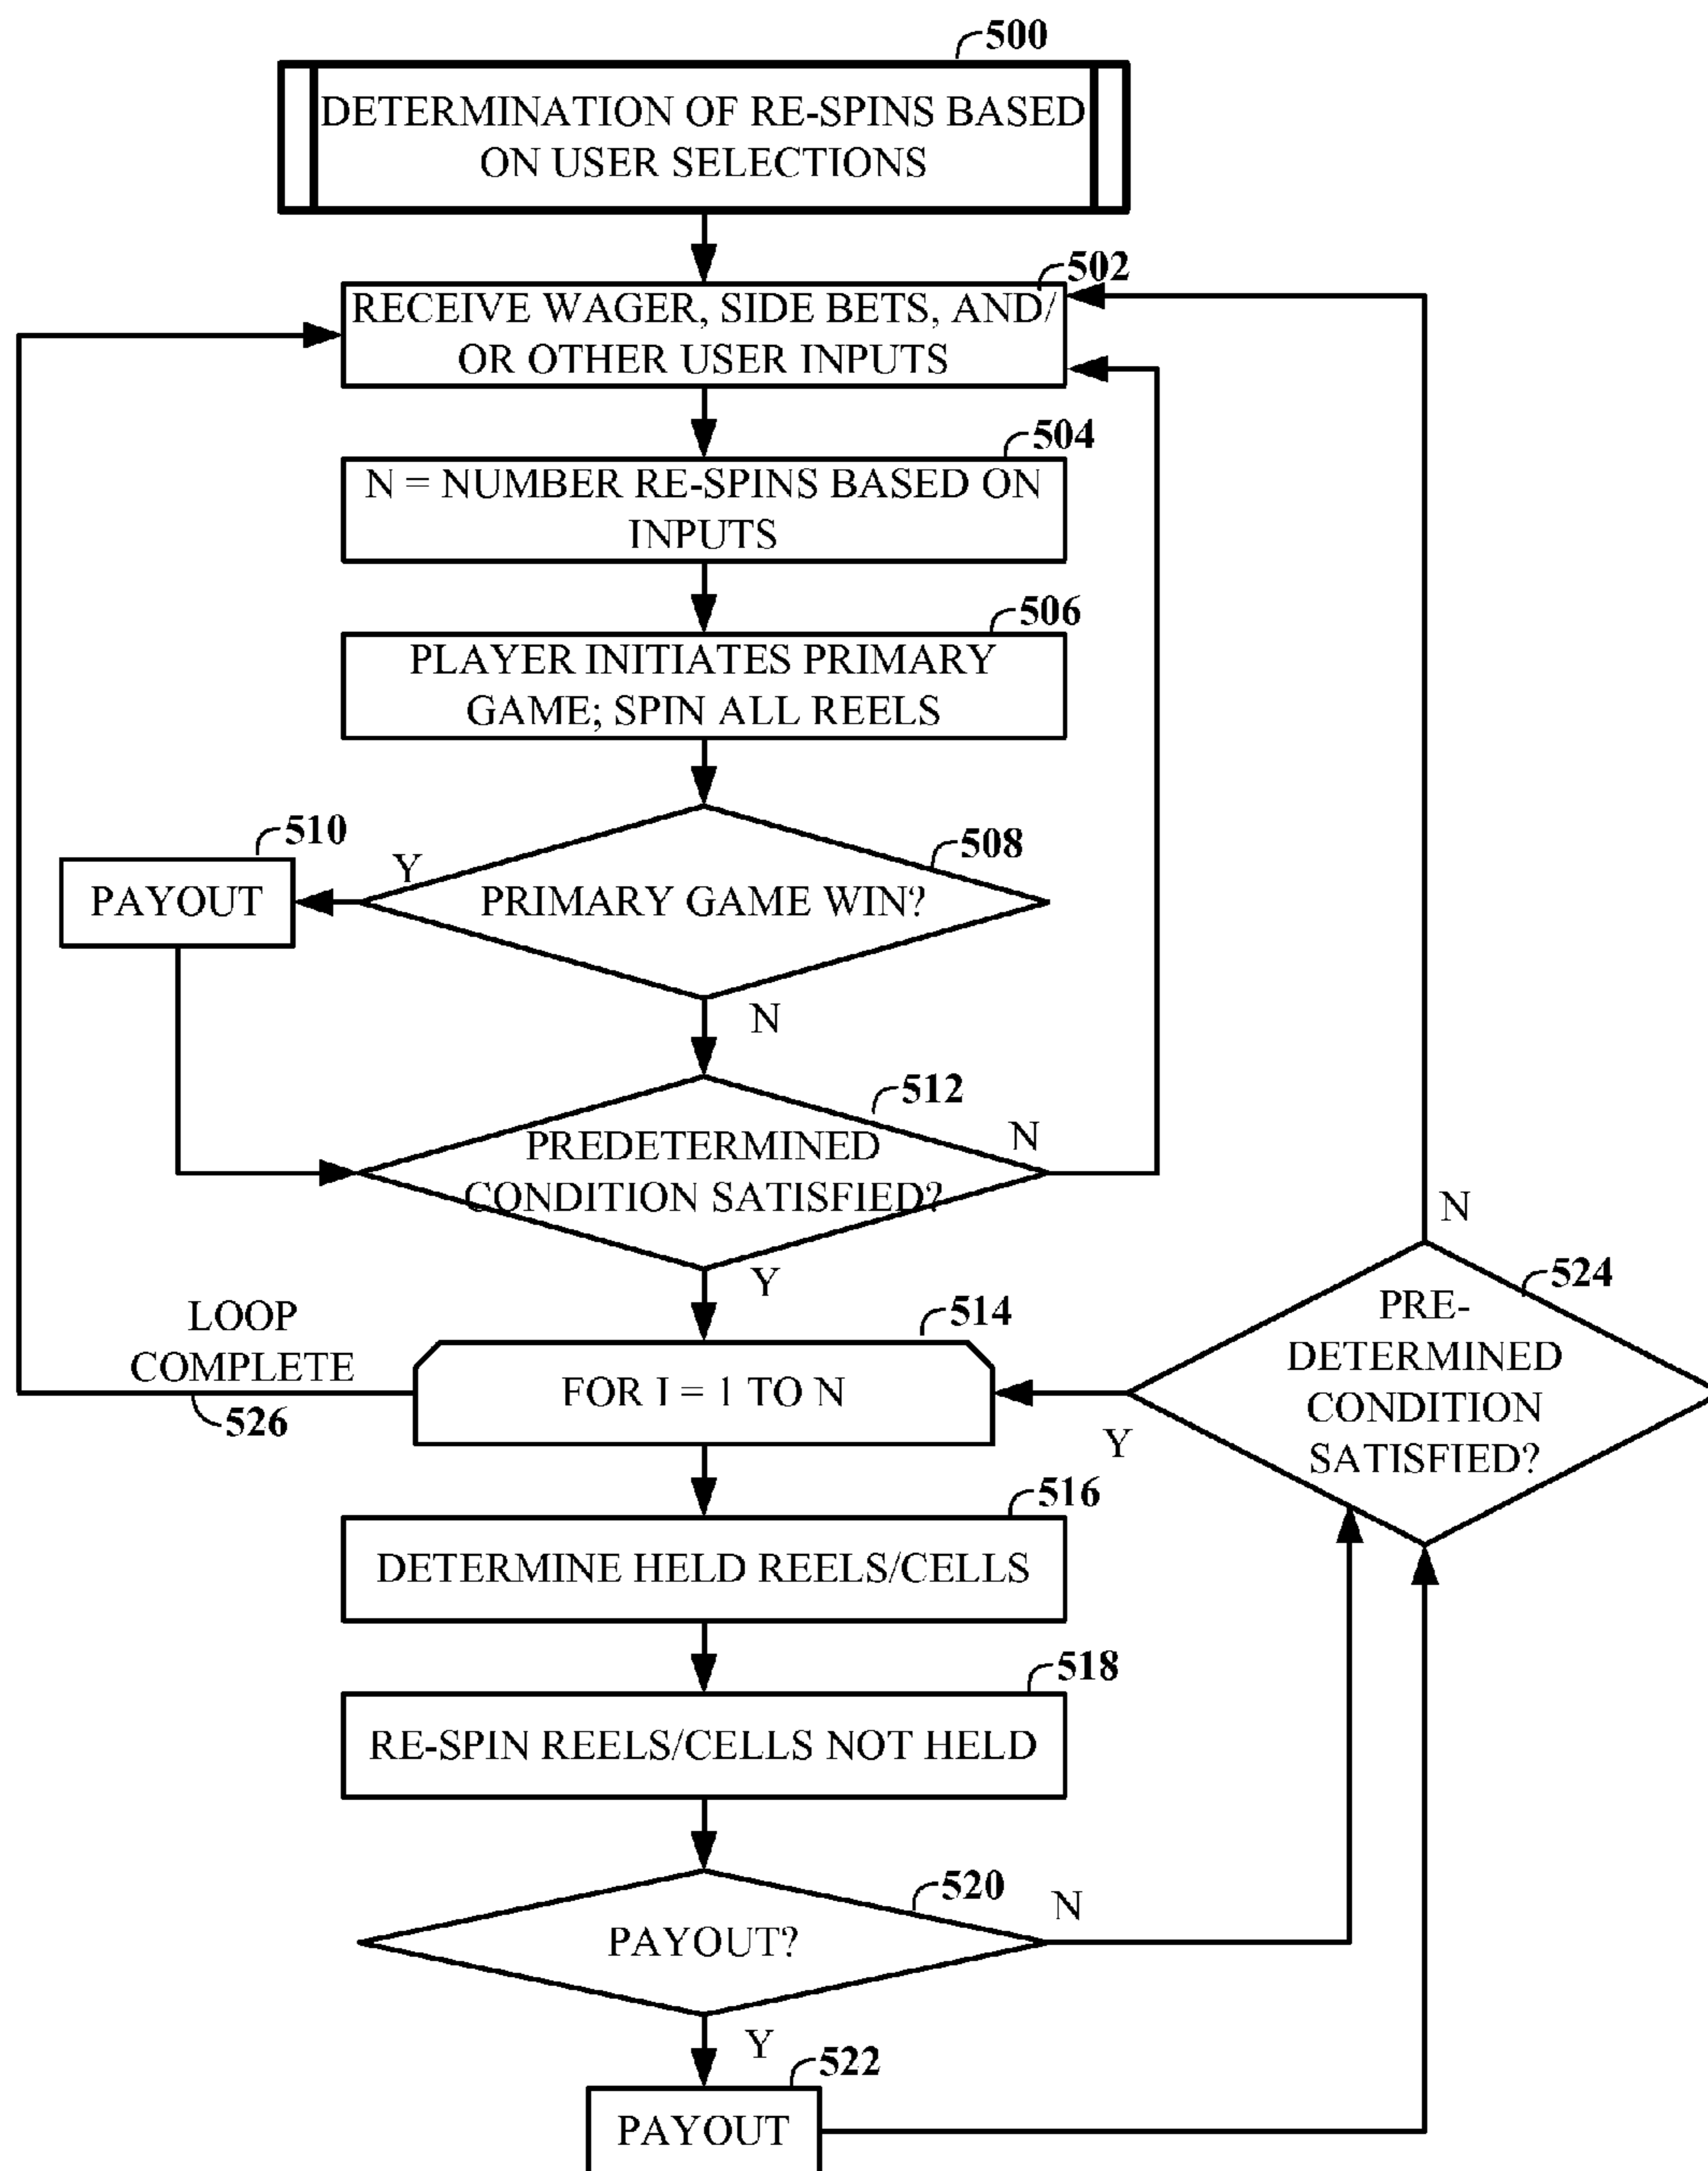 500
DETERMINATION OF RE-SPINS BASED
ON USER SELECTIONS
502
RECEIVE WAGER, SIDE BETS, AND/
OR OTHER USER INPUTS
504
N = NUMBER RE-SPINS BASED ON
INPUTS
506
PLAYER INITIATES PRIMARY
GAME; SPIN ALL REELS
510
PAYOUT
Y
508
PRIMARY GAME WIN?
N
512
PREDETERMINED
CONDITION SATISFIED?
N
Y
514
FOR I = 1 TO N
LOOP
COMPLETE
526
N
524
PRE-
DETERMINED
CONDITION
SATISFIED?
Y
516
DETERMINE HELD REELS/CELLS
518
RE-SPIN REELS/CELLS NOT HELD
520
PAYOUT?
N
Y
522
PAYOUT